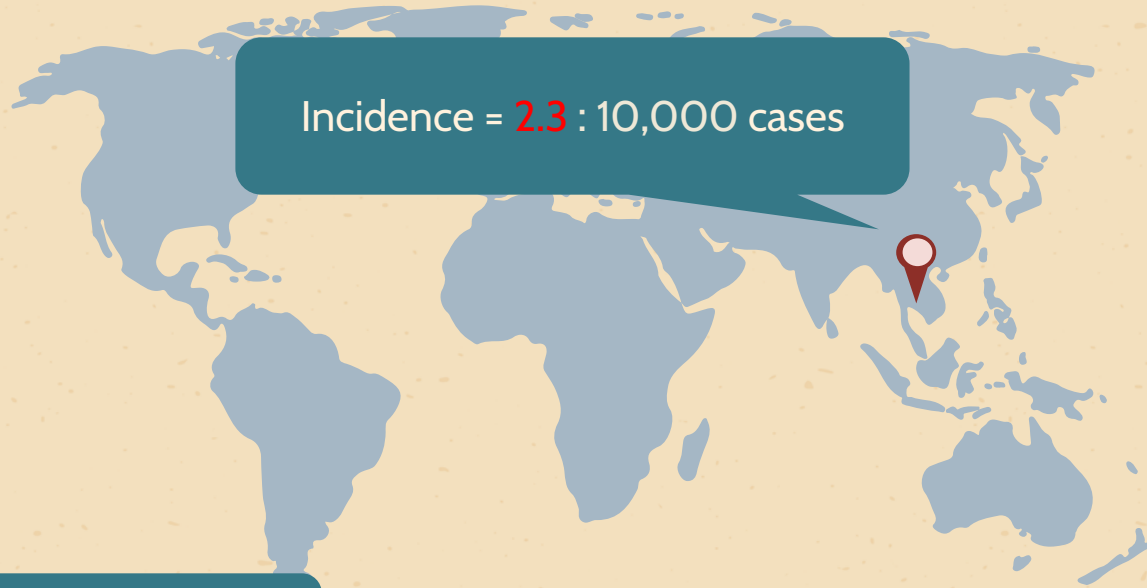 Incidence = 2.3 : 10,000 cases